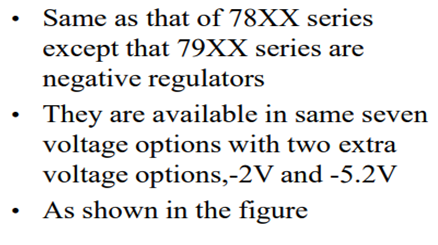 • Same as that of 78XX series
except that 79XX series are
negative regulators
• They are available in same seven
voltage options with two extra
voltage options,-2V and -5.2V
• As shown in the figure